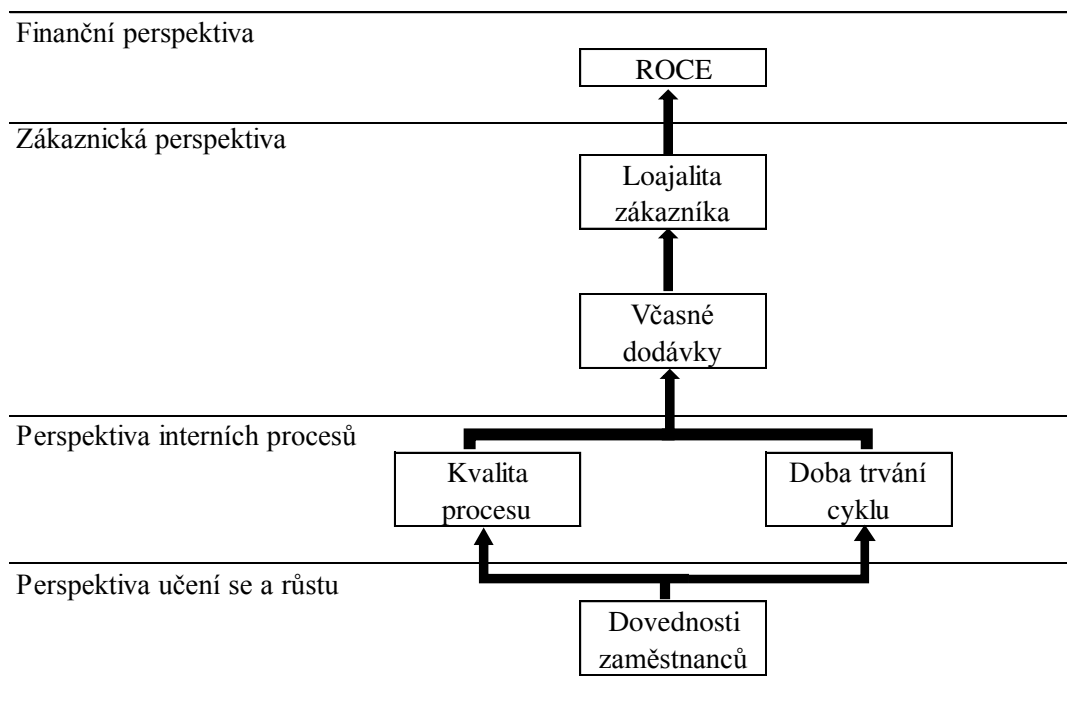 Finanční perspektiva
ROCE
Zákaznická perspektiva
Loajalita
zákazníka
Včasné
dodávky
Perspektiva interních procesů
Kvalita
procesu
Doba trvání
cyklu
Perspektiva učení se a růstu
Dovednosti
zaměstnanců